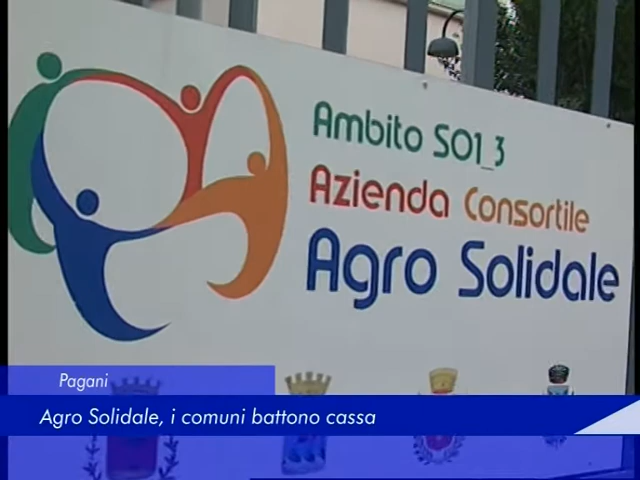 Ambito S01_3
Azienda Consortile
Agro Solidale
Pagani
Agro Solidale, i comuni battono cassa